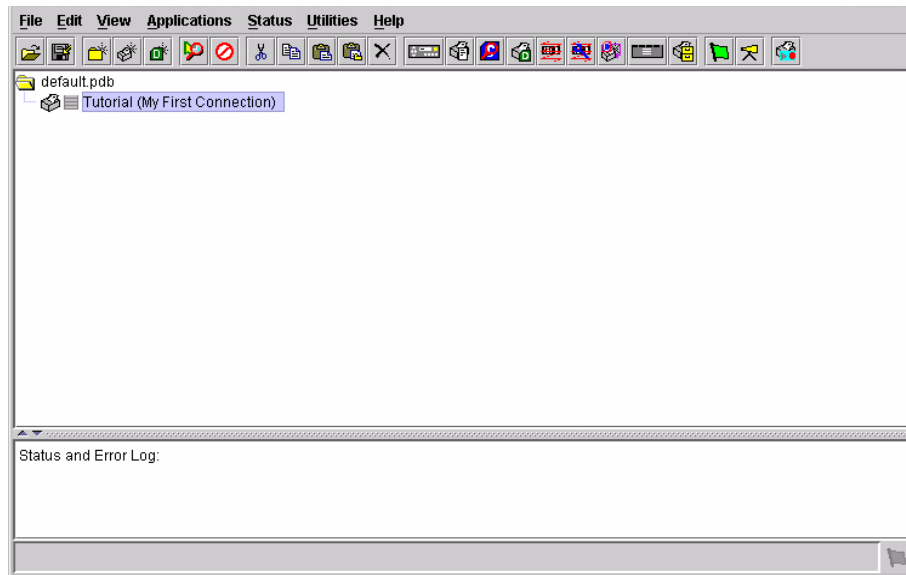 File Edit View Applications Status Utilities Help
default.pdb
Tutorial (My First Connection)
Status and Error Log: